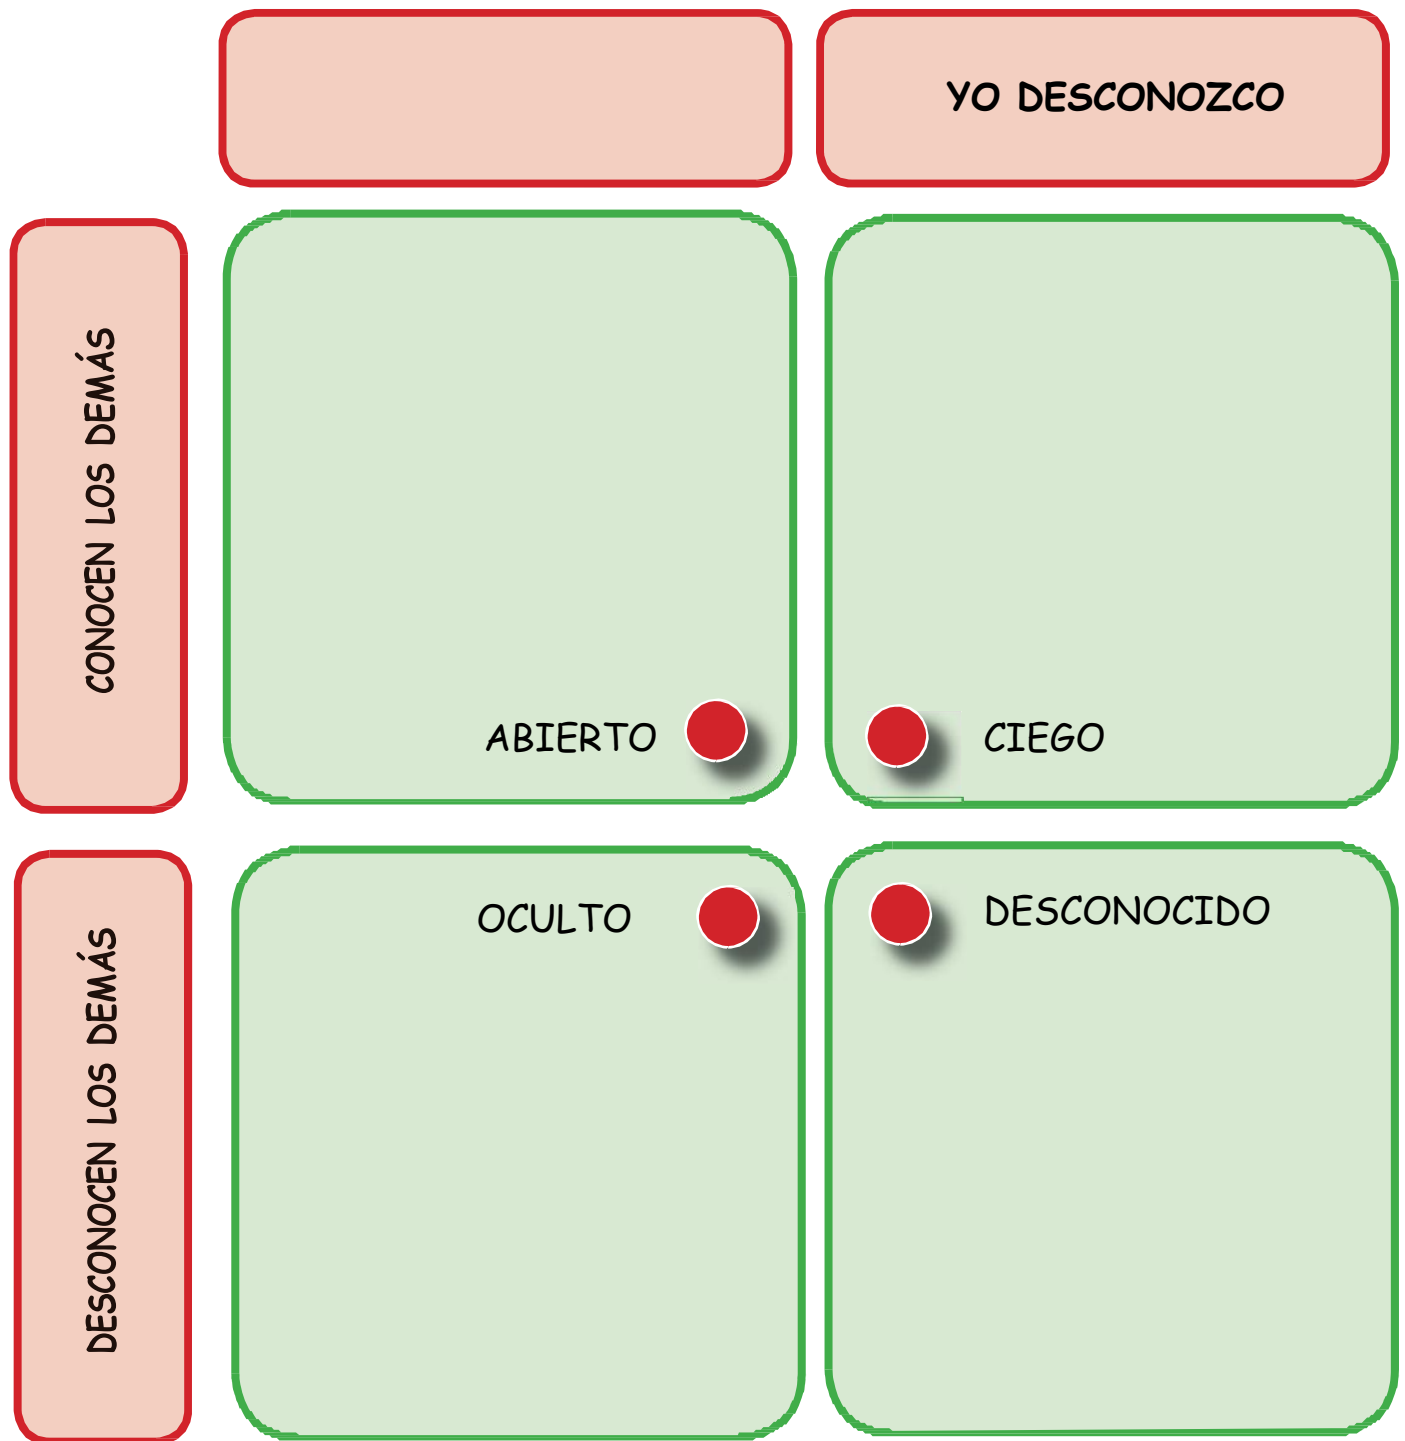 YO DESCONOZCO
CONOCEN LOS DEMÁS
ABIERTO
CIEGO
DESCONOCEN LOS DEMÁS
OCULTO
DESCONOCIDO